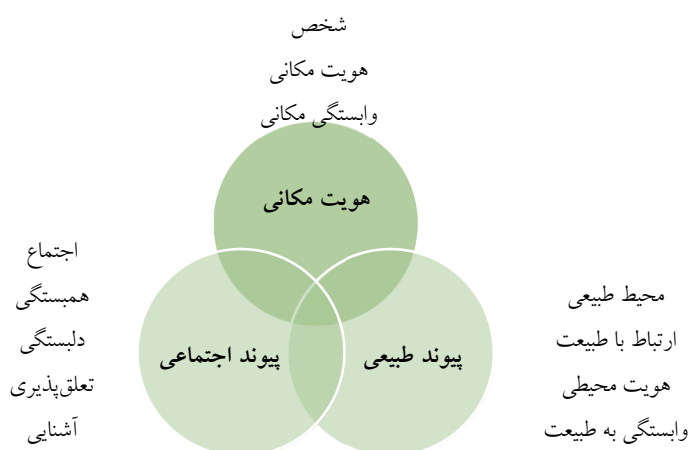 شخص
هویت مکانی
وابستگی مکانی
هویت مکانی
محیط طبیعی
ارتباط با طبیعت
هویت محیطی
وابستگی به طبیعت
پیوند طبیعی
پیوند اجتماعی
اجتماع
همبستگی
دلبستگی
تعلق‌پذیری
آشنایی